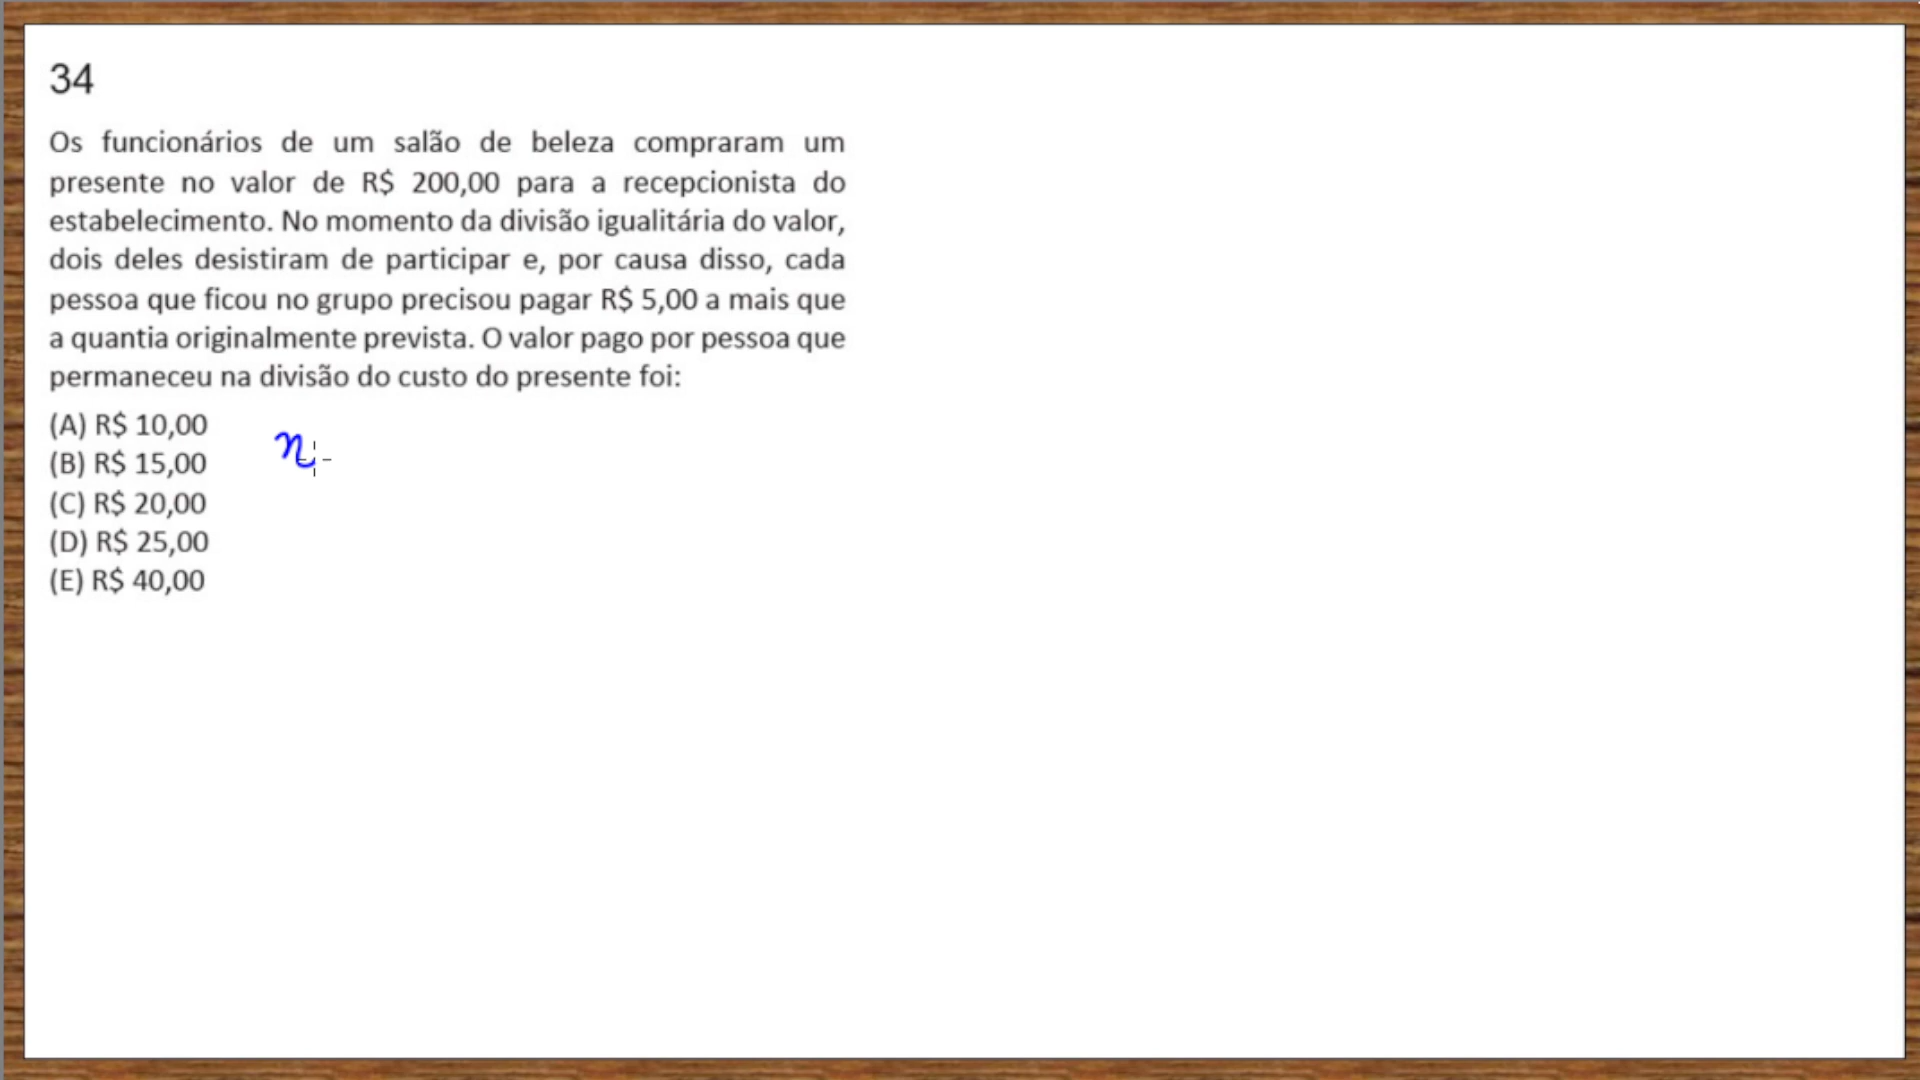 34
Os funcionários de um salão de beleza compraram um
presente no valor de R$ 200,00 para a recepcionista do
estabelecimento. No momento da divisão igualitária do valor,
dois deles desistiram de participar e, por causa disso, cada
pessoa que ficou no grupo precisou pagar R$ 5,00 a mais que
a quantia originalmente prevista. O valor pago por pessoa que
permaneceu na divisão do custo do presente foi:
(A) R$ 10,00
(B) R$ 15,00
n
(C) R$ 20,00
(D) R$ 25,00
(E) R$ 40,00